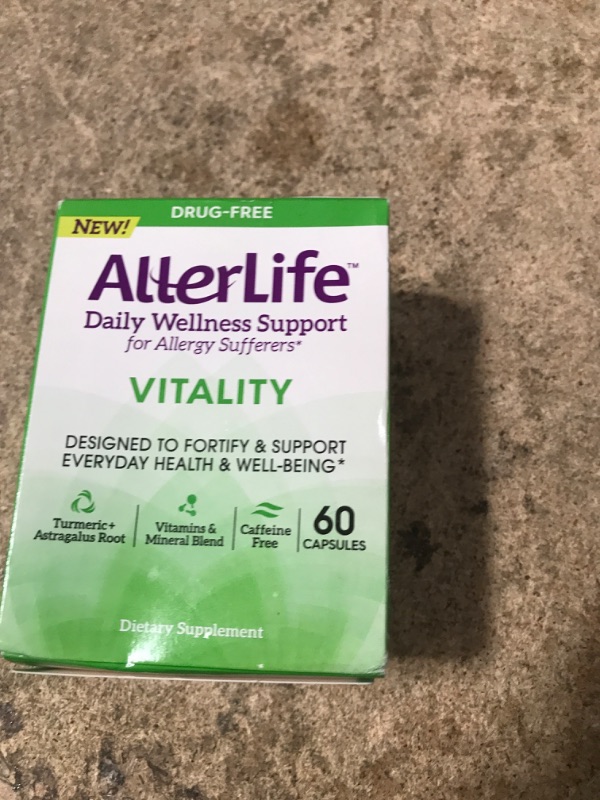 DRUG-FREE
NEW!
AllerLife™
Daily Wellness Support
for Allergy Sufferers*
VITALITY
DESIGNED TO FORTIFY & SUPPORT
EVERYDAY HEALTH & WELL-BEING*
Turmeric+
Astragalus Root
Vitamins &
Mineral Blend
Caffeine
Free
60
CAPSULES
Dietary Supplement